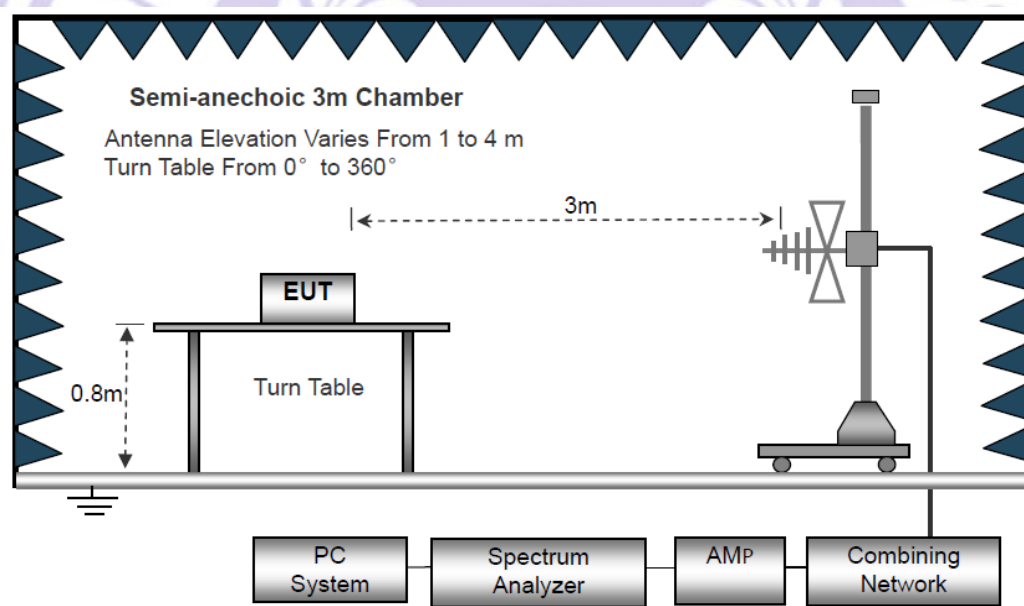 Semi-anechoic 3m Chamber
Antenna Elevation Varies From 1 to 4 m
Turn Table From 0° to 360°
3m
EUT
0.8m
Turn Table
PC
System
Spectrum
Analyzer
AMP
Combining
Network